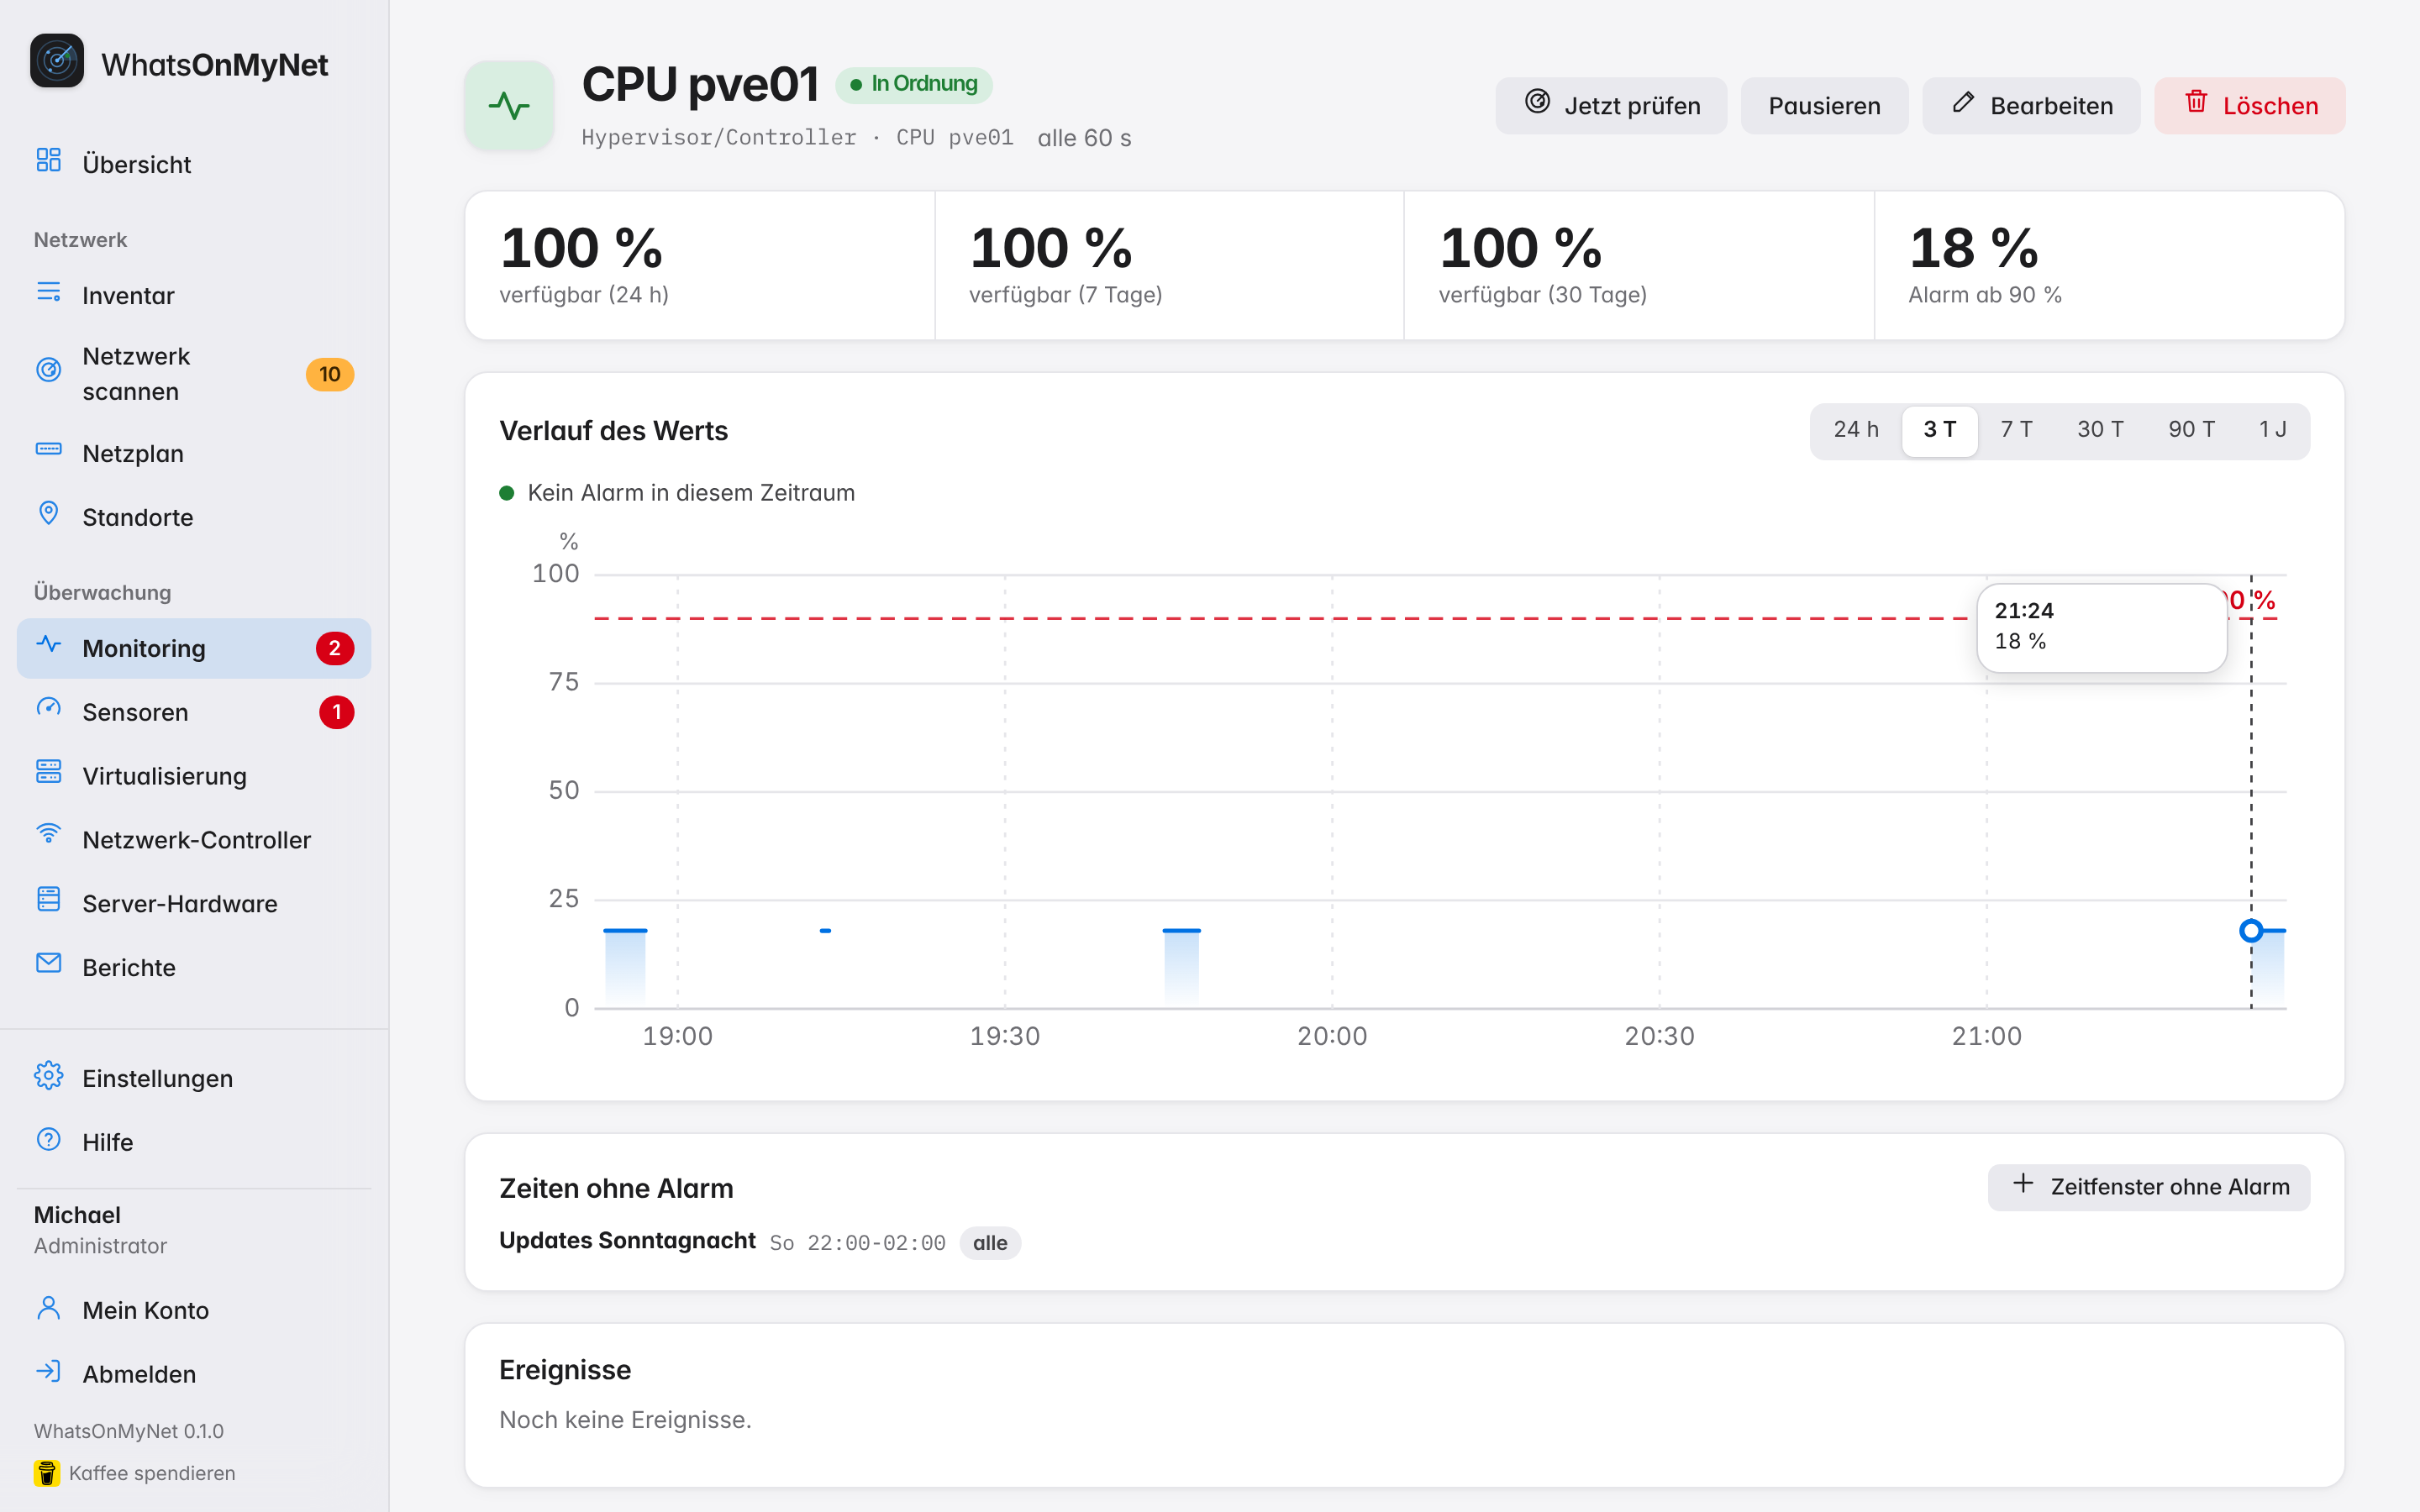 WhatsOnMyNet
Übersicht
Netzwerk
Inventar
Netzwerk
scannen
10
Netzplan
Standorte
Überwachung
Monitoring
2
Sensoren
1
Virtualisierung
Netzwerk-Controller
Server-Hardware
Berichte
Einstellungen
Hilfe
Michael
Administrator
Mein Konto
Abmelden
WhatsOnMyNet 0.1.0
Kaffee spendieren
CPU pve01
In Ordnung
Hypervisor/Controller · CPU pve01 alle 60 s
Jetzt prüfen
Pausieren
Bearbeiten
Löschen
100 %
verfügbar (24 h)
100 %
verfügbar (7 Tage)
100 %
verfügbar (30 Tage)
18 %
Alarm ab 90 %
Verlauf des Werts
24 h 3 T 7 T 30 T 90 T 1 J
Kein Alarm in diesem Zeitraum
%
100
75
50
25
0
21:24
18 %
0 %
19:00 19:30 20:00 20:30 21:00
Zeiten ohne Alarm
Zeitfenster ohne Alarm
Updates Sonntagnacht So 22:00-02:00 alle
Ereignisse
Noch keine Ereignisse.